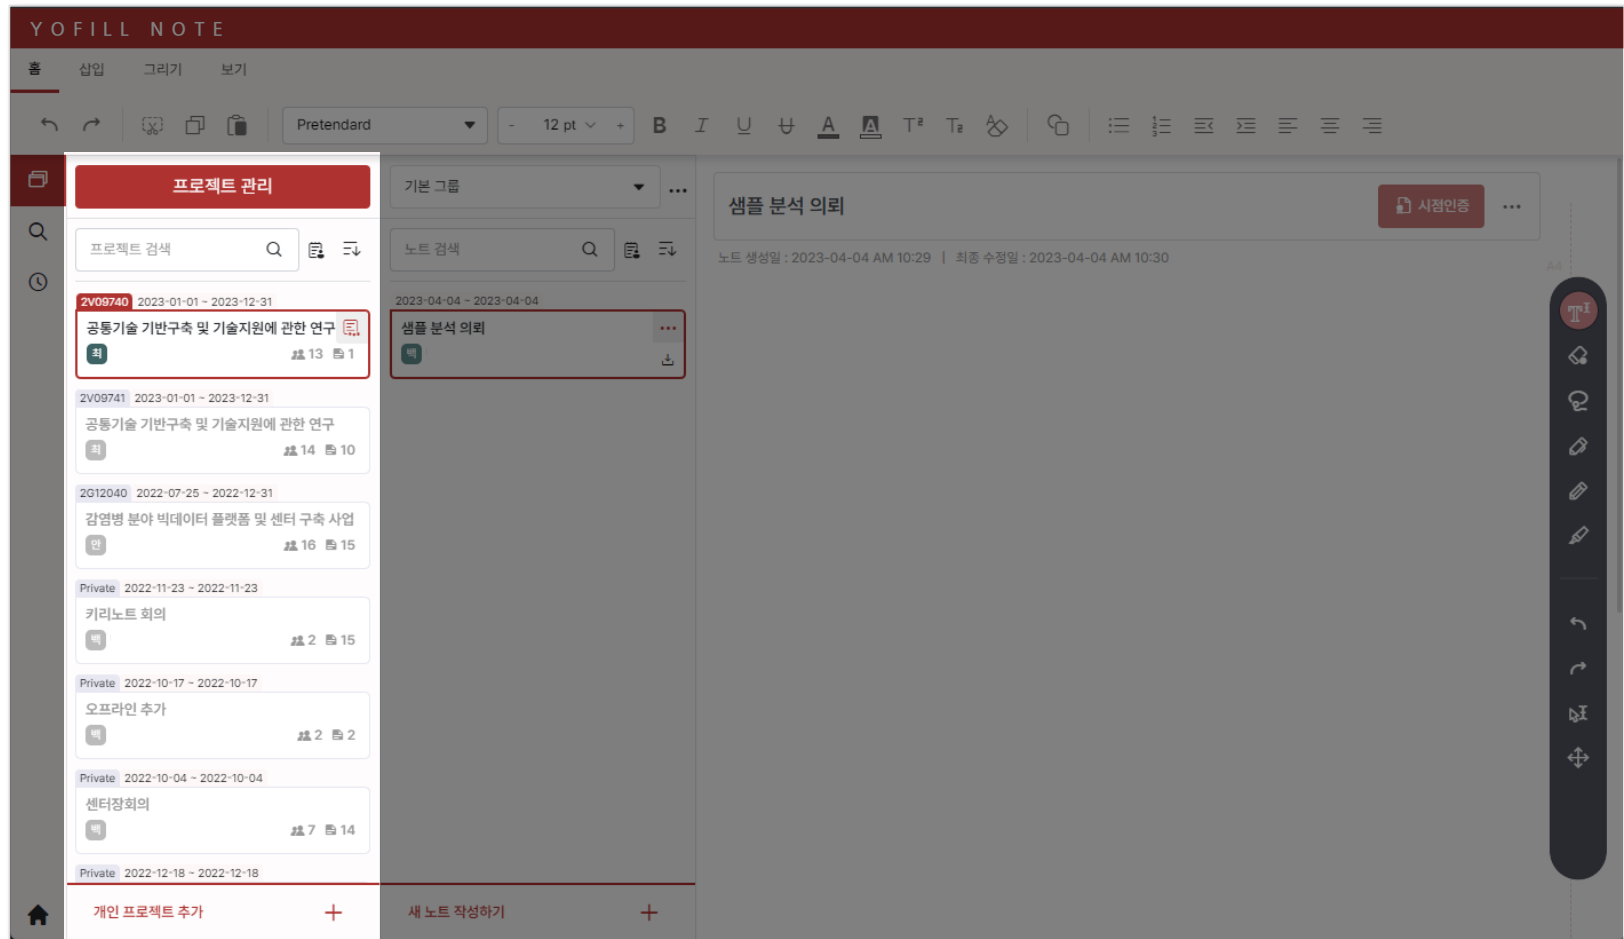 YOFILL NOTE
홈 삽입 그리기 보기
Pretendard - 12 pt +
프로젝트 관리
프로젝트 검색
2V09740 2023-01-01 ~ 2023-12-31
공통기술 기반구축 및 기술지원에 관한 연구
최 13 1
2V09741 2023-01-01 ~ 2023-12-31
공통기술 기반구축 및 기술지원에 관한 연구
최 14 10
2G12040 2022-07-25 ~ 2022-12-31
감염병 분야 빅데이터 플랫폼 및 센터 구축 사업
안 16 15
Private 2022-11-23 ~ 2022-11-23
키리노트 회의
백 2 15
Private 2022-10-17 ~ 2022-10-17
오프라인 추가
백 2 2
Private 2022-10-04 ~ 2022-10-04
센터장회의
백 7 14
Private 2022-12-18 ~ 2022-12-18
개인 프로젝트 추가 +
기본 그룹
노트 검색
2023-04-04 ~ 2023-04-04
샘플 분석 의뢰
백
새 노트 작성하기 +
샘플 분석 의뢰
시점인증
노트 생성일 : 2023-04-04 AM 10:29 | 최종 수정일 : 2023-04-04 AM 10:30
A4